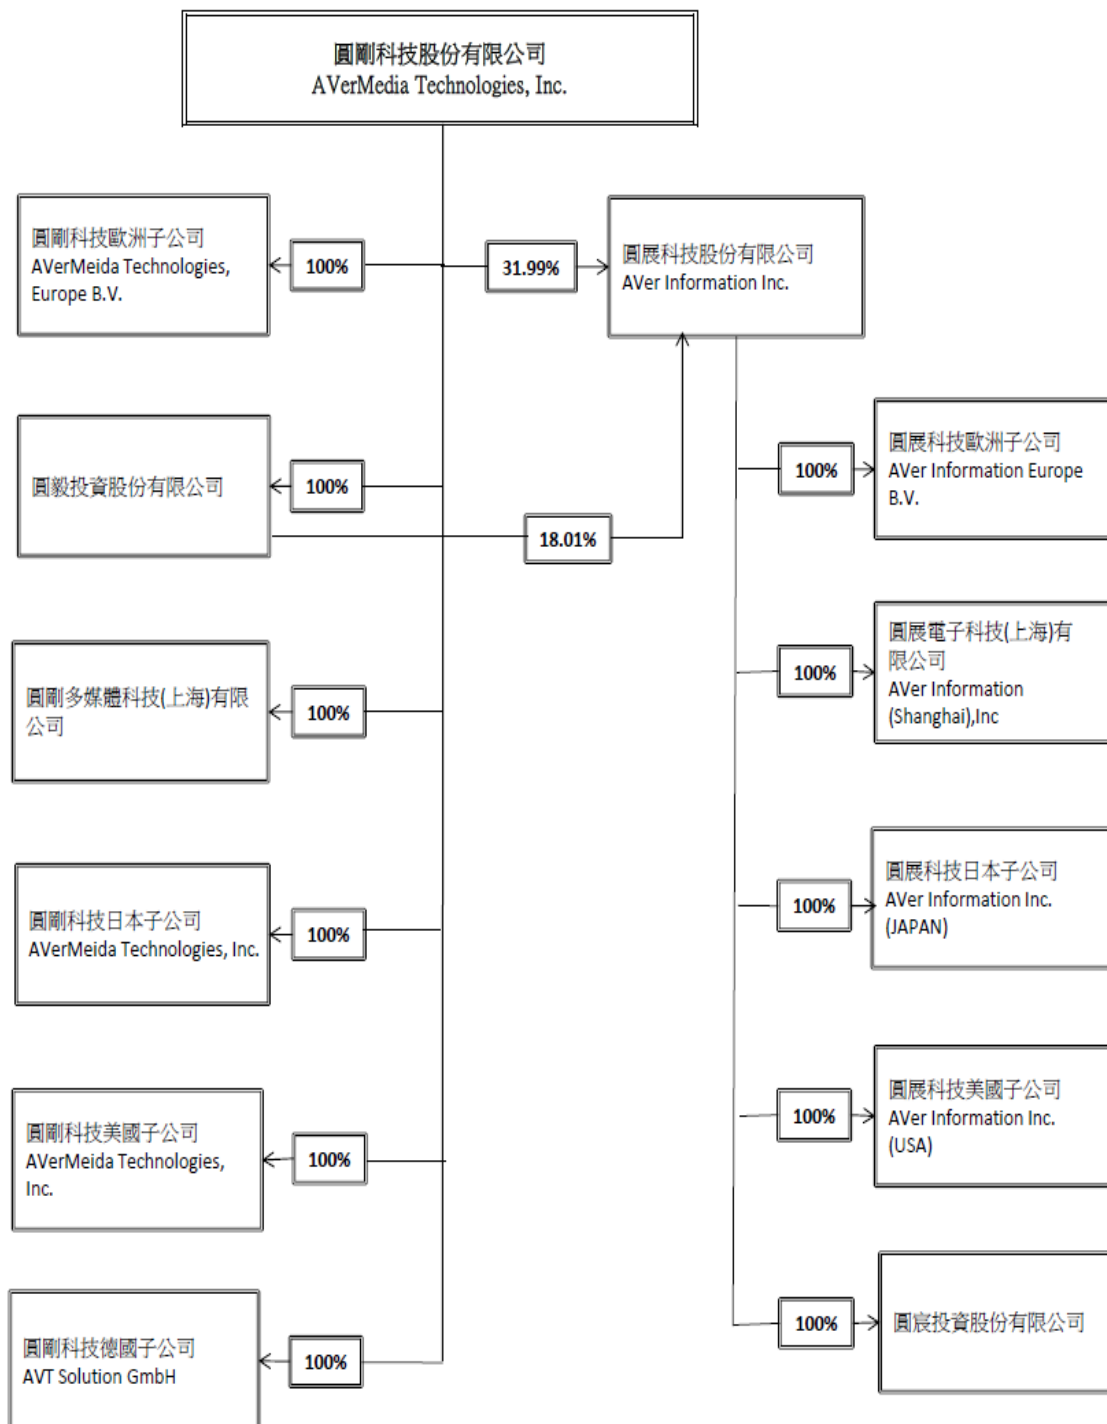 圓剛科技股份有限公司
AVerMedia Technologies, Inc.
圓剛科技歐洲子公司
AVerMeida Technologies,
Europe B.V.
100%
31.99%
圓展科技股份有限公司
AVer Information Inc.
圓毅投資股份有限公司
100%
18.01%
100%
圓展科技歐洲子公司
AVer Information Europe
B.V.
圓剛多媒體科技(上海)有限
公司
100%
100%
圓展電子科技(上海)有
限公司
AVer Information
(Shanghai),Inc
圓剛科技日本子公司
AVerMeida Technologies, Inc.
100%
100%
圓展科技日本子公司
AVer Information Inc.
(JAPAN)
圓剛科技美國子公司
AVerMeida Technologies,
Inc.
100%
100%
圓展科技美國子公司
AVer Information Inc.
(USA)
圓剛科技德國子公司
AVT Solution GmbH
100%
100%
圓宸投資股份有限公司